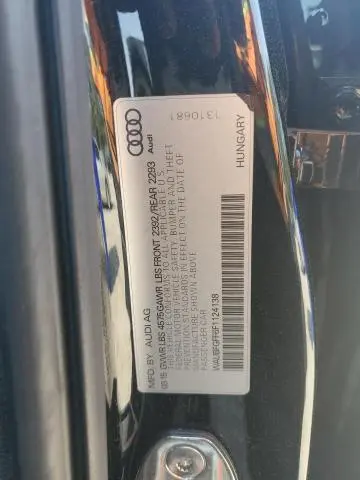 Audi
1310681
MFD. BY AUDI AG
HUNGARY
03 15 GVWR LBS 4575 GAWR LBS FRONT 2392/REAR 2293
THIS VEHICLE CONFORMS TO ALL APPLICABLE U.S.
FEDERAL MOTOR VEHICLE SAFETY, BUMPER AND THEFT
PREVENTION STANDARDS IN EFFECT ON THE DATE OF
MANUFACTURE SHOWN ABOVE.
PASSENGER CAR